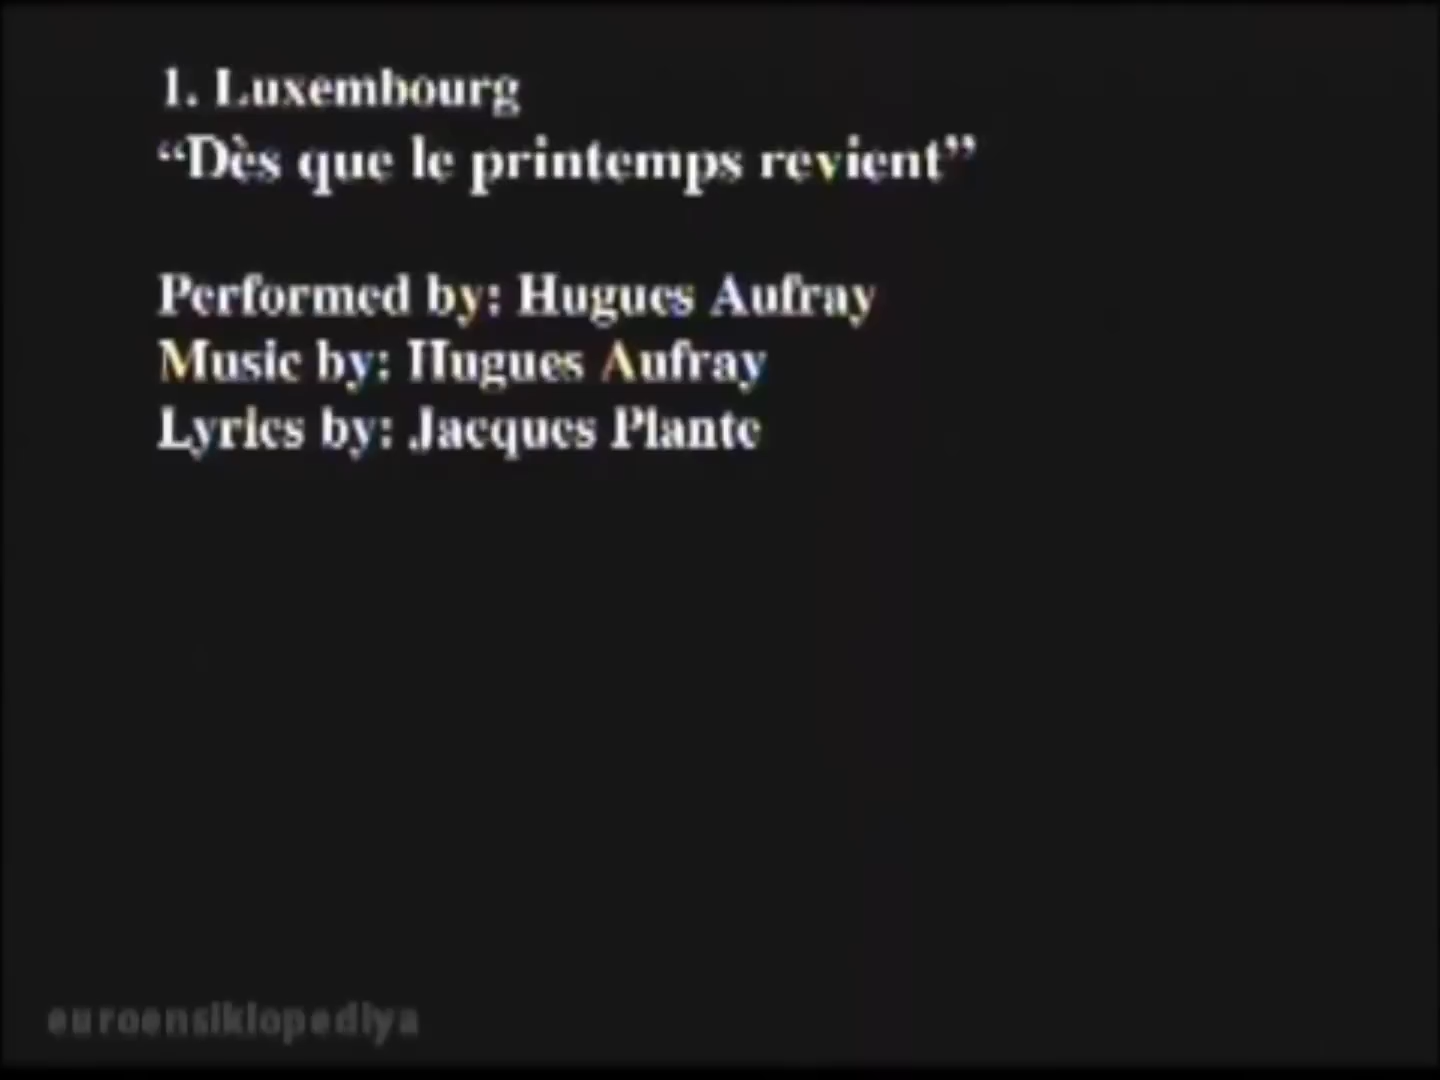 1. Luxembourg
“Dès que le printemps revient”
Performed by: Hugues Aufray
Music by: Hugues Aufray
Lyrics by: Jacques Plante
euroensiklopediya